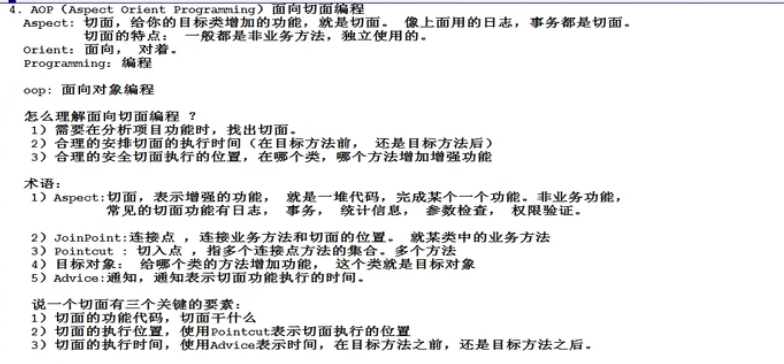 4. AOP（Aspect Orient Programming）面向切面编程
Aspect: 切面，给你的目标类增加的功能，就是切面。 像上面用的日志，事务都是切面。
切面的特点： 一般都是非业务方法，独立使用的。
Orient: 面向， 对着。
Programming: 编程
oop: 面向对象编程
怎么理解面向切面编程 ？
1）需要在分析项目功能时，找出切面。
2）合理的安排切面的执行时间（在目标方法前， 还是目标方法后）
3）合理的安全切面执行的位置，在哪个类，哪个方法增加增强功能
术语：
1）Aspect:切面，表示增强的功能， 就是一堆代码，完成某个一个功能。非业务功能，
常见的切面功能有日志， 事务， 统计信息， 参数检查， 权限验证。
2）JoinPoint:连接点 ，连接业务方法和切面的位置。 就某类中的业务方法
3）Pointcut : 切入点 ，指多个连接点方法的集合。多个方法
4）目标对象： 给哪个类的方法增加功能， 这个类就是目标对象
5）Advice:通知，通知表示切面功能执行的时间。
说一个切面有三个关键的要素：
1）切面的功能代码，切面干什么
2）切面的执行位置，使用Pointcut表示切面执行的位置
3）切面的执行时间，使用Advice表示时间，在目标方法之前，还是目标方法之后。